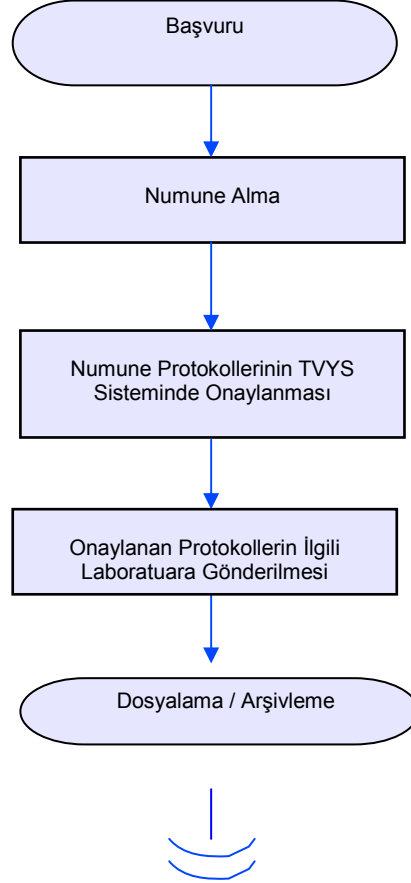 Başvuru
Numune Alma
Numune Protokollerinin TVYS
Sisteminde Onaylanması
Onaylanan Protokollerin İlgili
Laboratuara Gönderilmesi
Dosyalama / Arşivleme